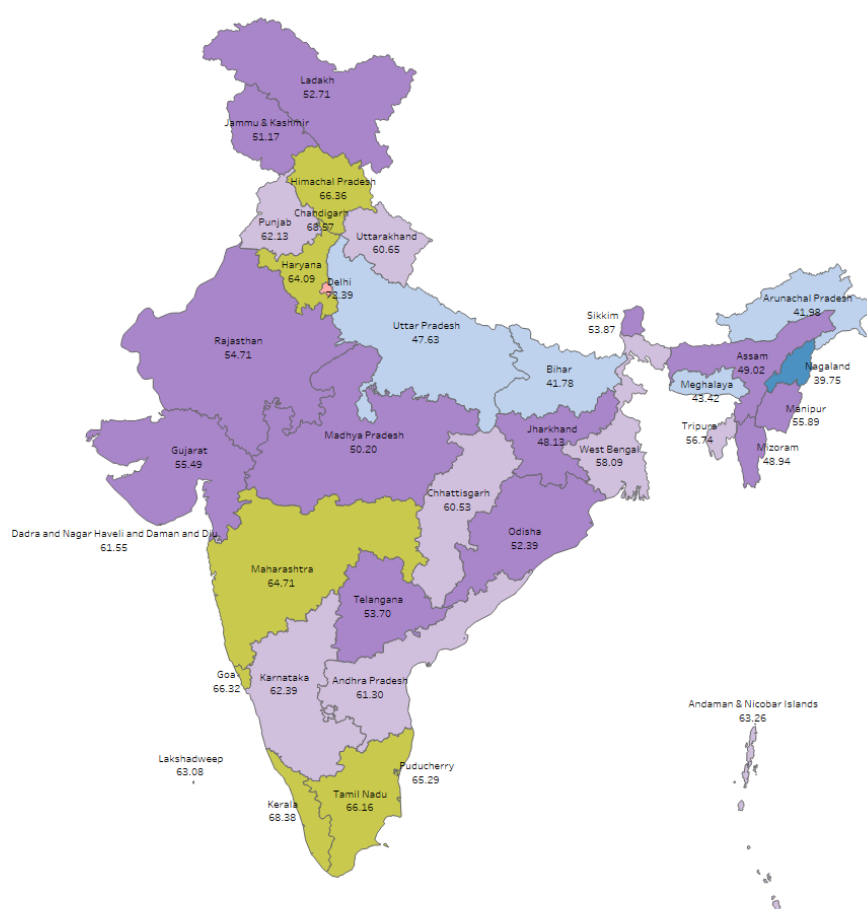 Ladakh
52.71
Jammu & Kashmir
51.17
Himachal Pradesh
66.36
Chandigarh
68.57
Punjab
62.13
Uttarakhand
60.65
Haryana
64.09
Delhi
72.39
Arunachal Pradesh
41.98
Sikkim
53.87
Uttar Pradesh
47.63
Rajasthan
54.71
Assam
49.02
Nagaland
39.75
Bihar
41.78
Meghalaya
43.42
Manipur
55.89
Tripura
56.74
Mizoram
48.94
Jharkhand
48.13
Madhya Pradesh
50.20
West Bengal
58.09
Gujarat
55.49
Chhattisgarh
60.53
Odisha
52.39
Dadra and Nagar Haveli and Daman and Diu
61.55
Maharashtra
64.71
Telangana
53.70
Goa
66.32
Karnataka
62.39
Andhra Pradesh
61.30
Andaman & Nicobar Islands
63.26
Lakshadweep
63.08
Puducherry
65.29
Tamil Nadu
66.16
Kerala
68.38